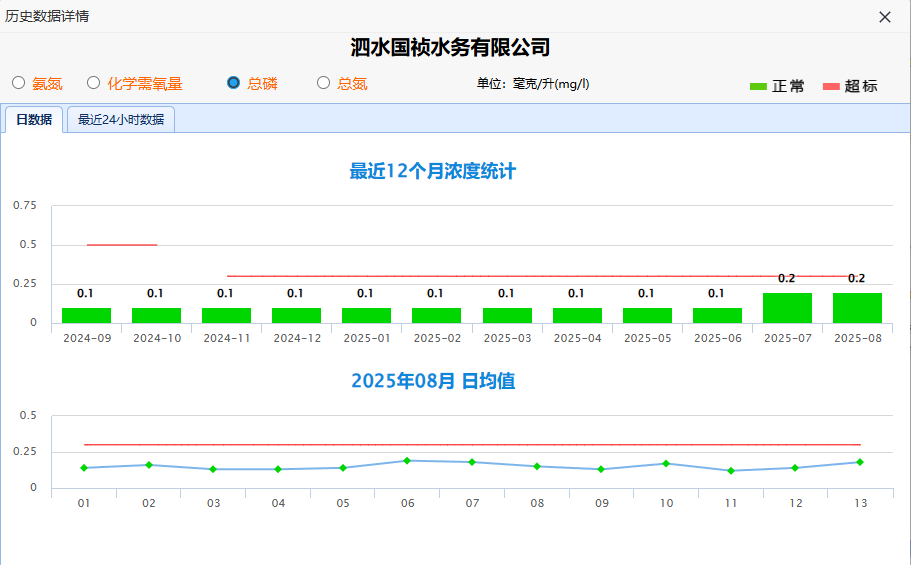 历史数据详情
泗水国祯水务有限公司
氨氮 化学需氧量 总磷 总氮 单位：毫克/升(mg/l) 正常 超标
日数据 最近24小时数据
最近12个月浓度统计
0.75
0.5
0.25
0
0.1 0.1 0.1 0.1 0.1 0.1 0.1 0.1 0.1 0.1 0.2 0.2
2024-09 2024-10 2024-11 2024-12 2025-01 2025-02 2025-03 2025-04 2025-05 2025-06 2025-07 2025-08
2025年08月 日均值
0.5
0.25
0
01 02 03 04 05 06 07 08 09 10 11 12 13